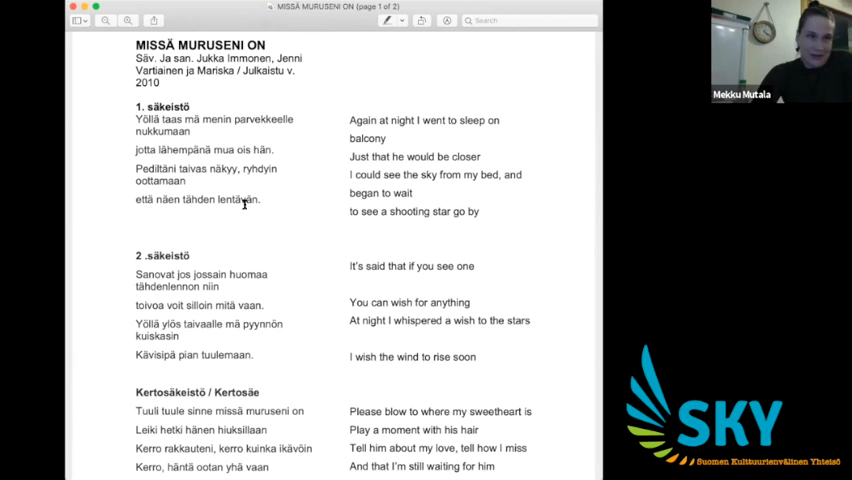 MISSÄ MURUSENI ON (page 1 of 2)
Search
MISSÄ MURUSENI ON
Säv. Ja san. Jukka Immonen, Jenni
Vartiainen ja Mariska / Julkaistu v.
2010
1. säkeistö
Yöllä taas mä menin parvekkeelle
nukkumaan
jotta lähempänä mua ois hän.
Pediltäni taivas näkyy, ryhdyin
oottamaan
että näen tähden lentävän.
Again at night I went to sleep on
balcony
Just that he would be closer
I could see the sky from my bed, and
began to wait
to see a shooting star go by
2 .säkeistö
Sanovat jos jossain huomaa
tähdenlennon niin
toivoa voit silloin mitä vaan.
Yöllä ylös taivaalle mä pyynnön
kuiskasin
Kävisipä pian tuulemaan.
It's said that if you see one
You can wish for anything
At night I whispered a wish to the stars
I wish the wind to rise soon
Kertosäkeistö / Kertosäe
Tuuli tuule sinne missä muruseni on
Leiki hetki hänen hiuksillaan
Kerro rakkauteni, kerro kuinka ikävöin
Kerro, häntä ootan yhä vaan
Please blow to where my sweetheart is
Play a moment with his hair
Tell him about my love, tell how I miss
And that I'm still waiting for him
Mekku Mutala
SKY
Suomen Kulttuurienvälinen Yhteisö